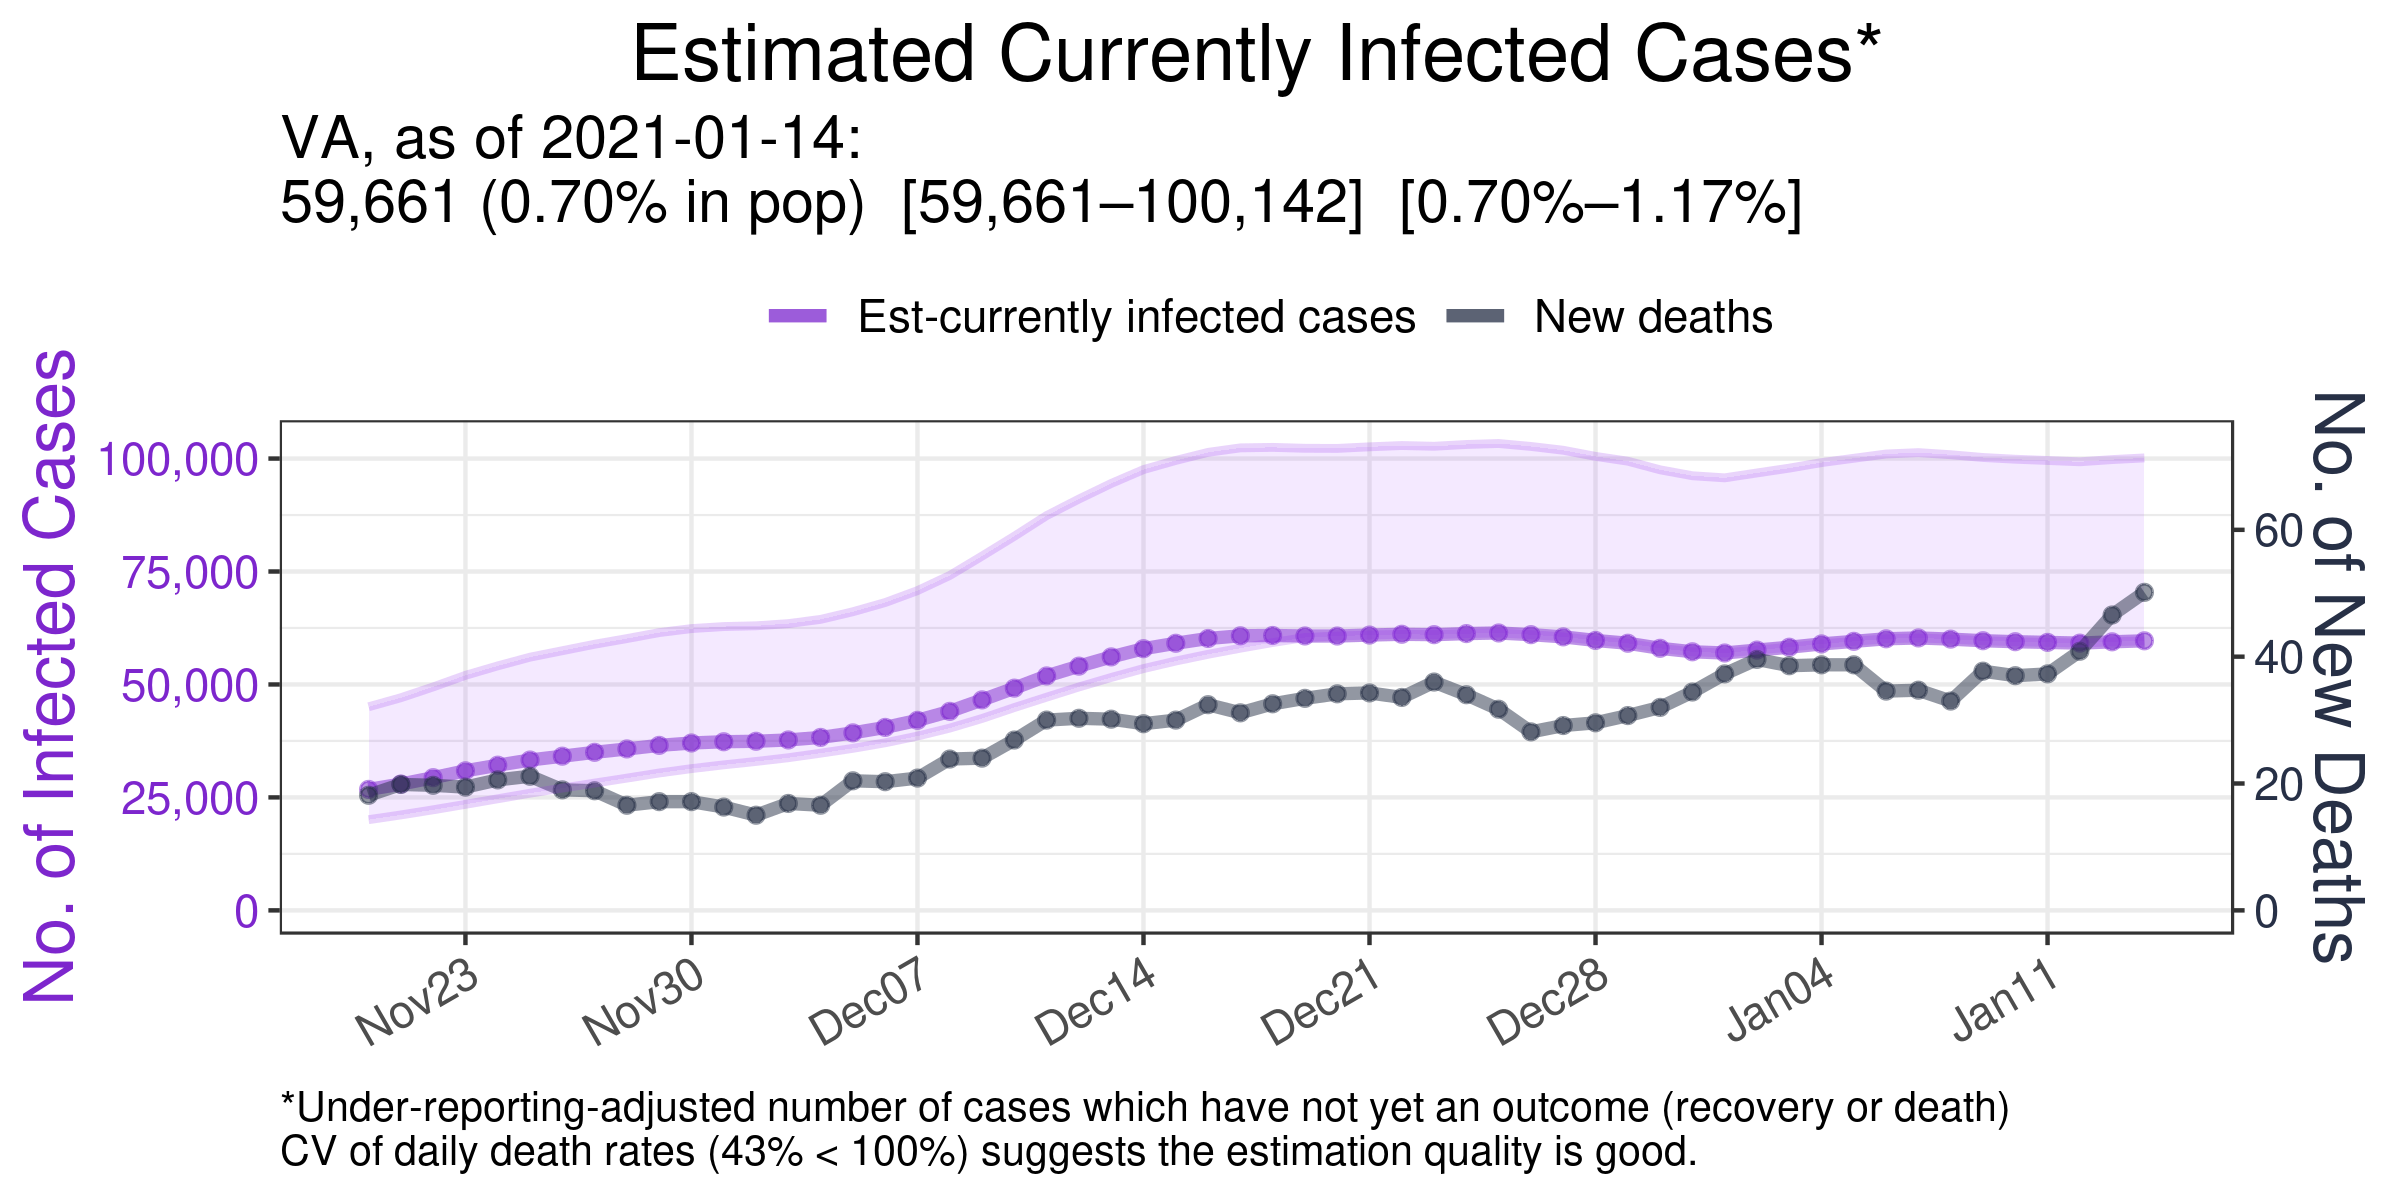 Estimated Currently Infected Cases*
VA, as of 2021-01-14:
59,661 (0.70% in pop)  [59,661–100,142]  [0.70%–1.17%]
Est-currently infected cases
New deaths
No. of Infected Cases
100,000
75,000
50,000
25,000
0
No. of New Deaths
60
40
20
0
Nov23
Nov30
Dec07
Dec14
Dec21
Dec28
Jan04
Jan11
*Under-reporting-adjusted number of cases which have not yet an outcome (recovery or death)
CV of daily death rates (43% < 100%) suggests the estimation quality is good.